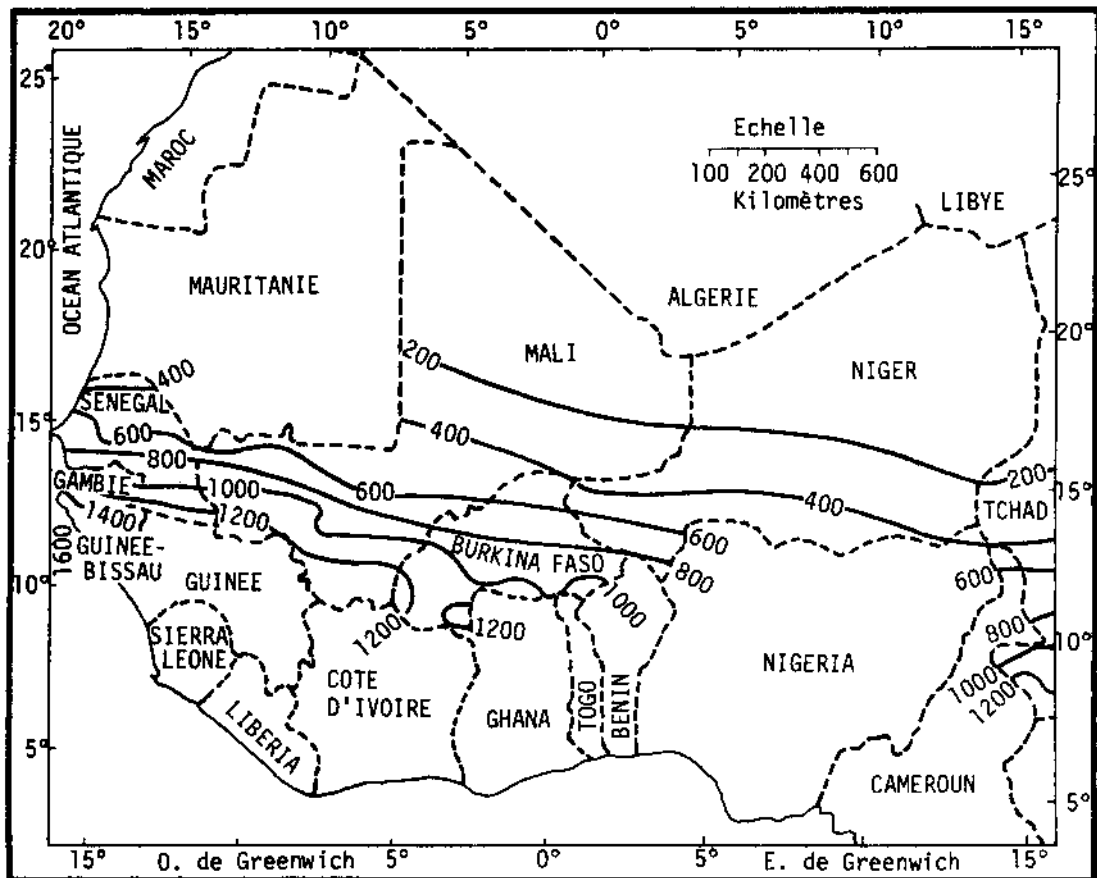 20° 15° 10° 5° 0° 5° 10° 15°
25°
Echelle
100 200 400 600
Kilomètres
MAROC
OCEAN ATLANTIQUE
LIBYE
25°
20°
MAURITANIE
ALGERIE
MALI
NIGER
20°
200
400
SENEGAL
15°
600
400
800
600
400
200
15°
TCHAD
GAMBIE
1000
1400
1200
GUINEE-
BISSAU
1600
BURKINA FASO
600
800
600
10°
GUINEE
1000
1200
1200
800
10°
SIERRA
LEONE
COTE
D'IVOIRE
NIGERIA
1000
1200
LIBERIA
GHANA
TOGO
BENIN
5°
CAMEROUN
5°
15° O. de Greenwich 5° 0° 5° E. de Greenwich 15°